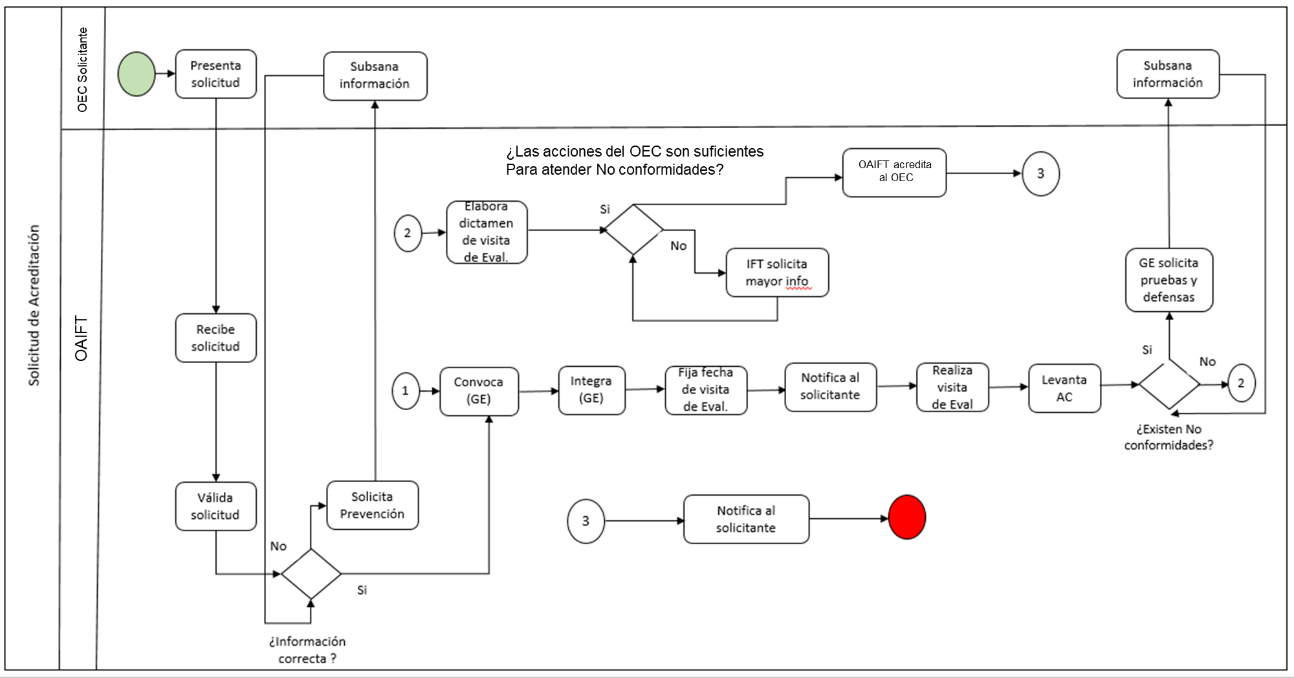 Solicitud de Acreditación
OEC Solicitante
Presenta
solicitud
Subsana
información
Subsana
información
OAIFT
¿Las acciones del OEC son suficientes
Para atender No conformidades?
OAIFT acredita
al OEC
3
2
Elabora
dictamen
de visita
de Eval.
Si
No
IFT solicita
mayor info
GE solicita
pruebas y
defensas
Recibe
solicitud
1
Convoca
(GE)
Integra
(GE)
Fija fecha
de visita
de Eval.
Notifica al
solicitante
Realiza
visita
de Eval
Levanta
AC
Si
No
2
¿Existen No
conformidades?
Válida
solicitud
Solicita
Prevención
3
Notifica al
solicitante
No
Si
¿Información
correcta ?